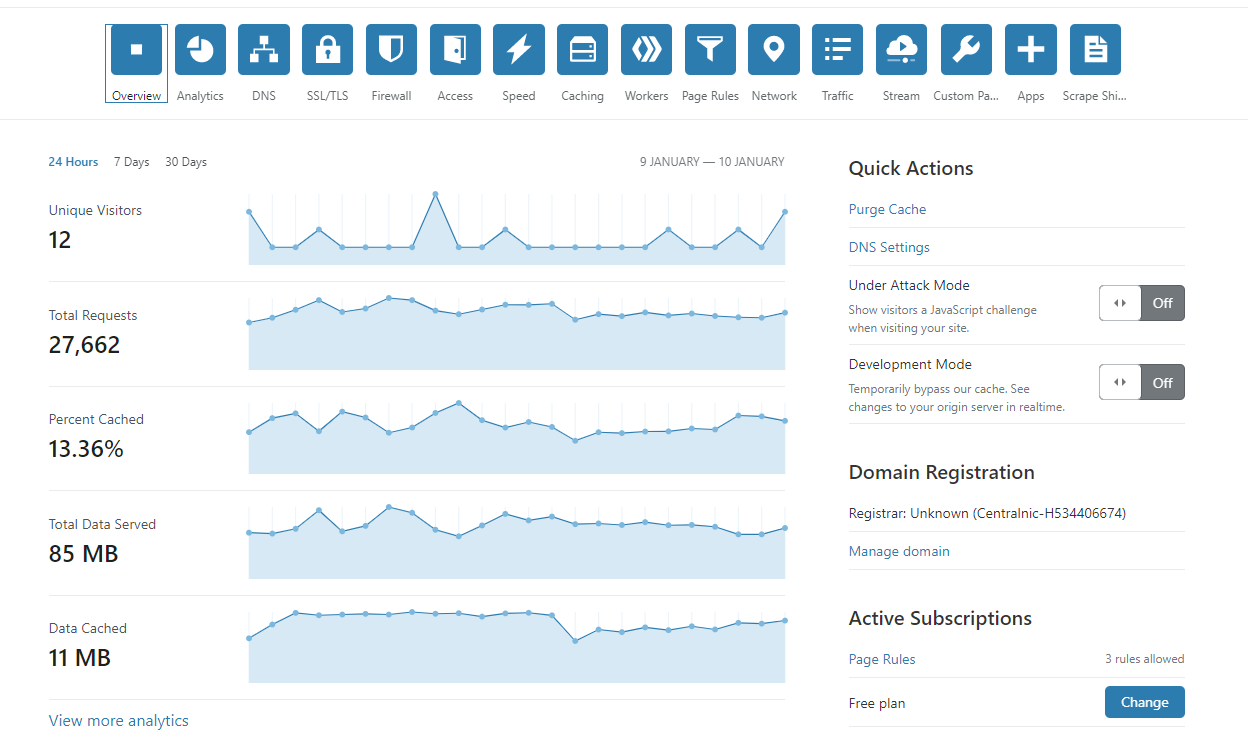 Overview Analytics DNS SSL/TLS Firewall Access Speed Caching Workers Page Rules Network Traffic Stream Custom Pa... Apps Scrape Shi...
24 Hours 7 Days 30 Days 9 JANUARY — 10 JANUARY
Unique Visitors
12
Total Requests
27,662
Percent Cached
13.36%
Total Data Served
85 MB
Data Cached
11 MB
View more analytics
Quick Actions
Purge Cache
DNS Settings
Under Attack Mode
Show visitors a JavaScript challenge
when visiting your site.
Off
Development Mode
Temporarily bypass our cache. See
changes to your origin server in realtime.
Off
Domain Registration
Registrar: Unknown (Centralnic-H534406674)
Manage domain
Active Subscriptions
Page Rules 3 rules allowed
Free plan Change